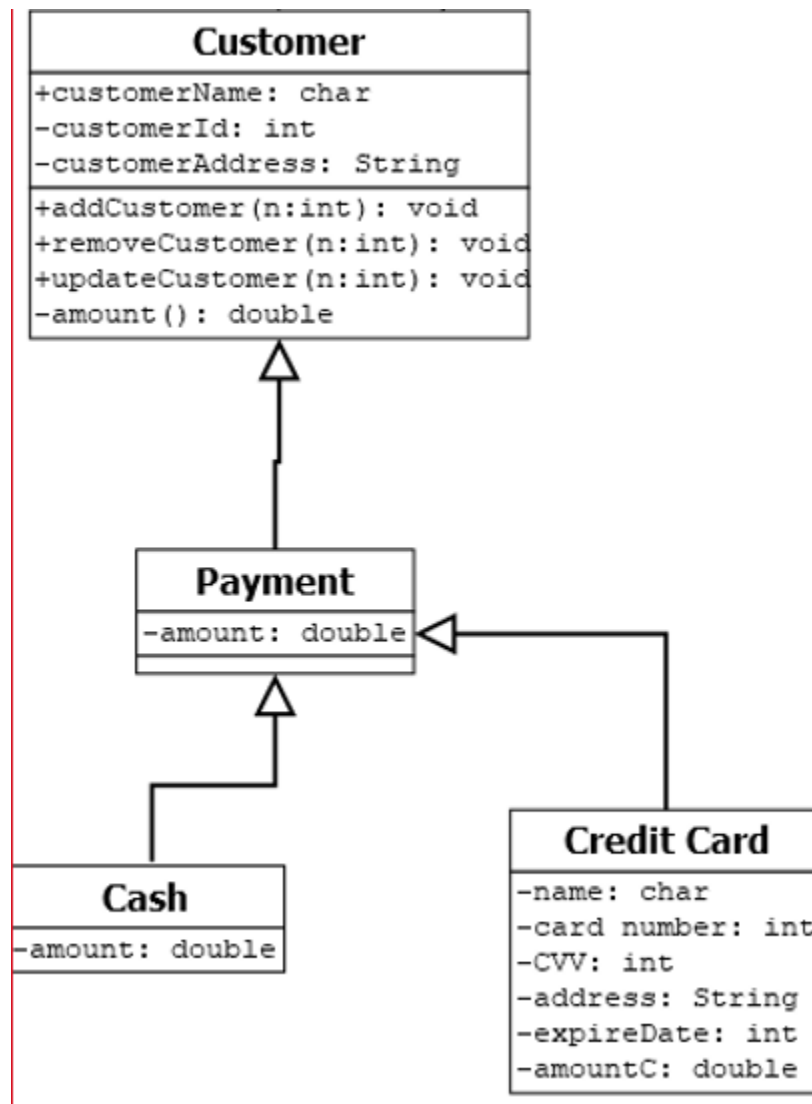 Customer
+customerName: char
-customerId: int
-customerAddress: String
+addCustomer(n:int): void
+removeCustomer(n:int): void
+updateCustomer(n:int): void
-amount(): double
Payment
-amount: double
Cash
-amount: double
Credit Card
-name: char
-card number: int
-CVV: int
-address: String
-expireDate: int
-amountC: double